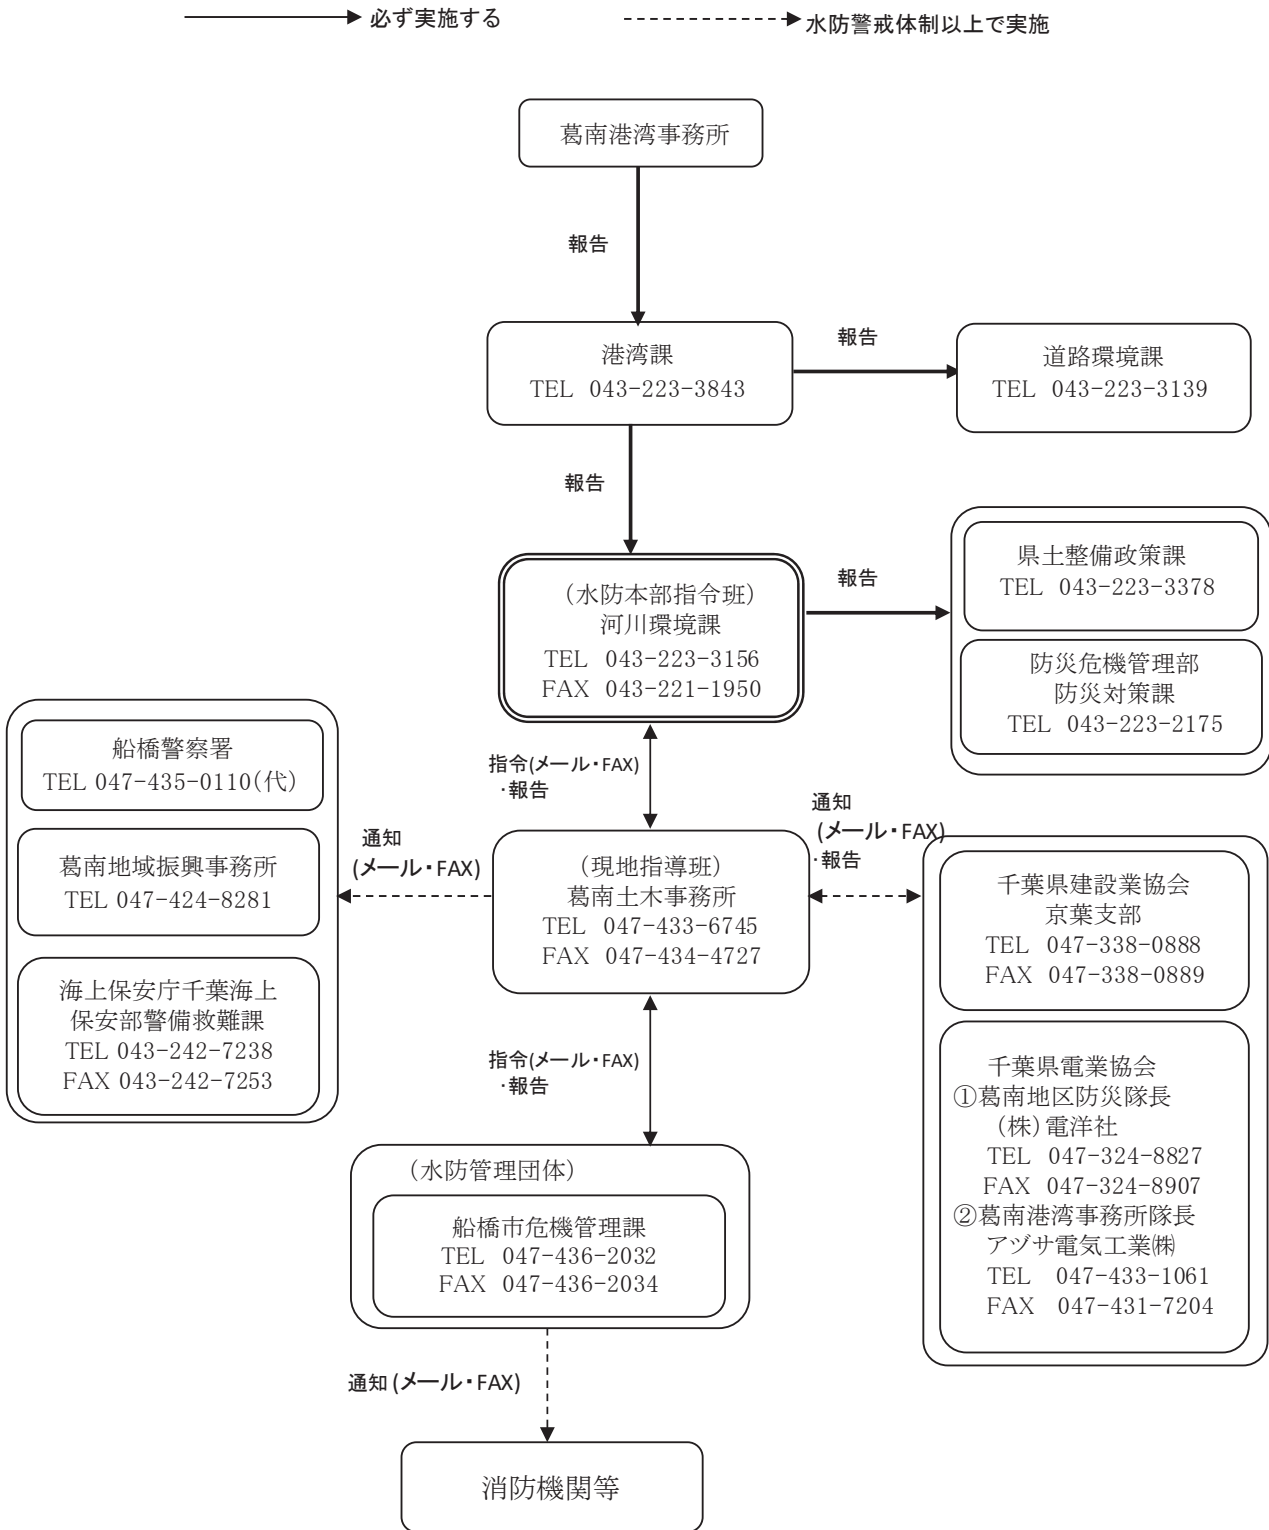 必ず実施する
水防警戒体制以上で実施
葛南港湾事務所
報告
港湾課
TEL 043-223-3843
報告
道路環境課
TEL 043-223-3139
報告
(水防本部指令班)
河川環境課
TEL 043-223-3156
FAX 043-221-1950
報告
県土整備政策課
TEL 043-223-3378
防災危機管理部
防災対策課
TEL 043-223-2175
船橋警察署
TEL 047-435-0110(代)
葛南地域振興事務所
TEL 047-424-8281
海上保安庁千葉海上
保安部警備救難課
TEL 043-242-7238
FAX 043-242-7253
指令(メール・FAX)
・報告
通知
(メール・FAX)
(現地指導班)
葛南土木事務所
TEL 047-433-6745
FAX 047-434-4727
通知
(メール・FAX)
・報告
千葉県建設業協会
京葉支部
TEL 047-338-0888
FAX 047-338-0889
千葉県電業協会
①葛南地区防災隊長
(株)電洋社
TEL 047-324-8827
FAX 047-324-8907
②葛南港湾事務所隊長
アヅサ電気工業㈱
TEL 047-433-1061
FAX 047-431-7204
指令(メール・FAX)
・報告
(水防管理団体)
船橋市危機管理課
TEL 047-436-2032
FAX 047-436-2034
通知(メール・FAX)
消防機関等